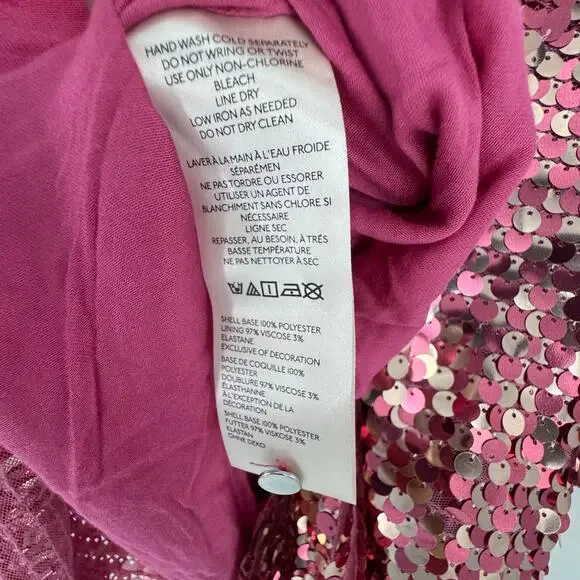 HAND WASH COLD SEPARATELY
DO NOT WRING OR TWIST
USE ONLY NON-CHLORINE
BLEACH
LINE DRY
LOW IRON AS NEEDED
DO NOT DRY CLEAN
LAVER À LA MAIN À L'EAU FROIDE
SÉPARÉMEN
NE PAS TORDRE OU ESSORER
UTILISER UN AGENT DE
BLANCHIMENT SANS CHLORE SI
NÉCESSAIRE
LIGNE SEC
REPASSER, AU BESOIN, À TRÉS
BASSE TEMPÉRATURE
NE PAS NETTOYER À SEC
SHELL BASE 100% POLYESTER
LINING 97% VISCOSE 3%
ELASTANE
EXCLUSIVE OF DECORATION
BASE DE COQUILLE 100%
POLYESTER
DOUBLURE 97% VISCOSE 3%
ÉLASTHANNE
À L'EXCEPTION DE LA
DÉCORATION
SHELL BASE 100% POLYESTER
FUTTER 97% VISKOSE 3%
ELASTAN
OHNE DEKO